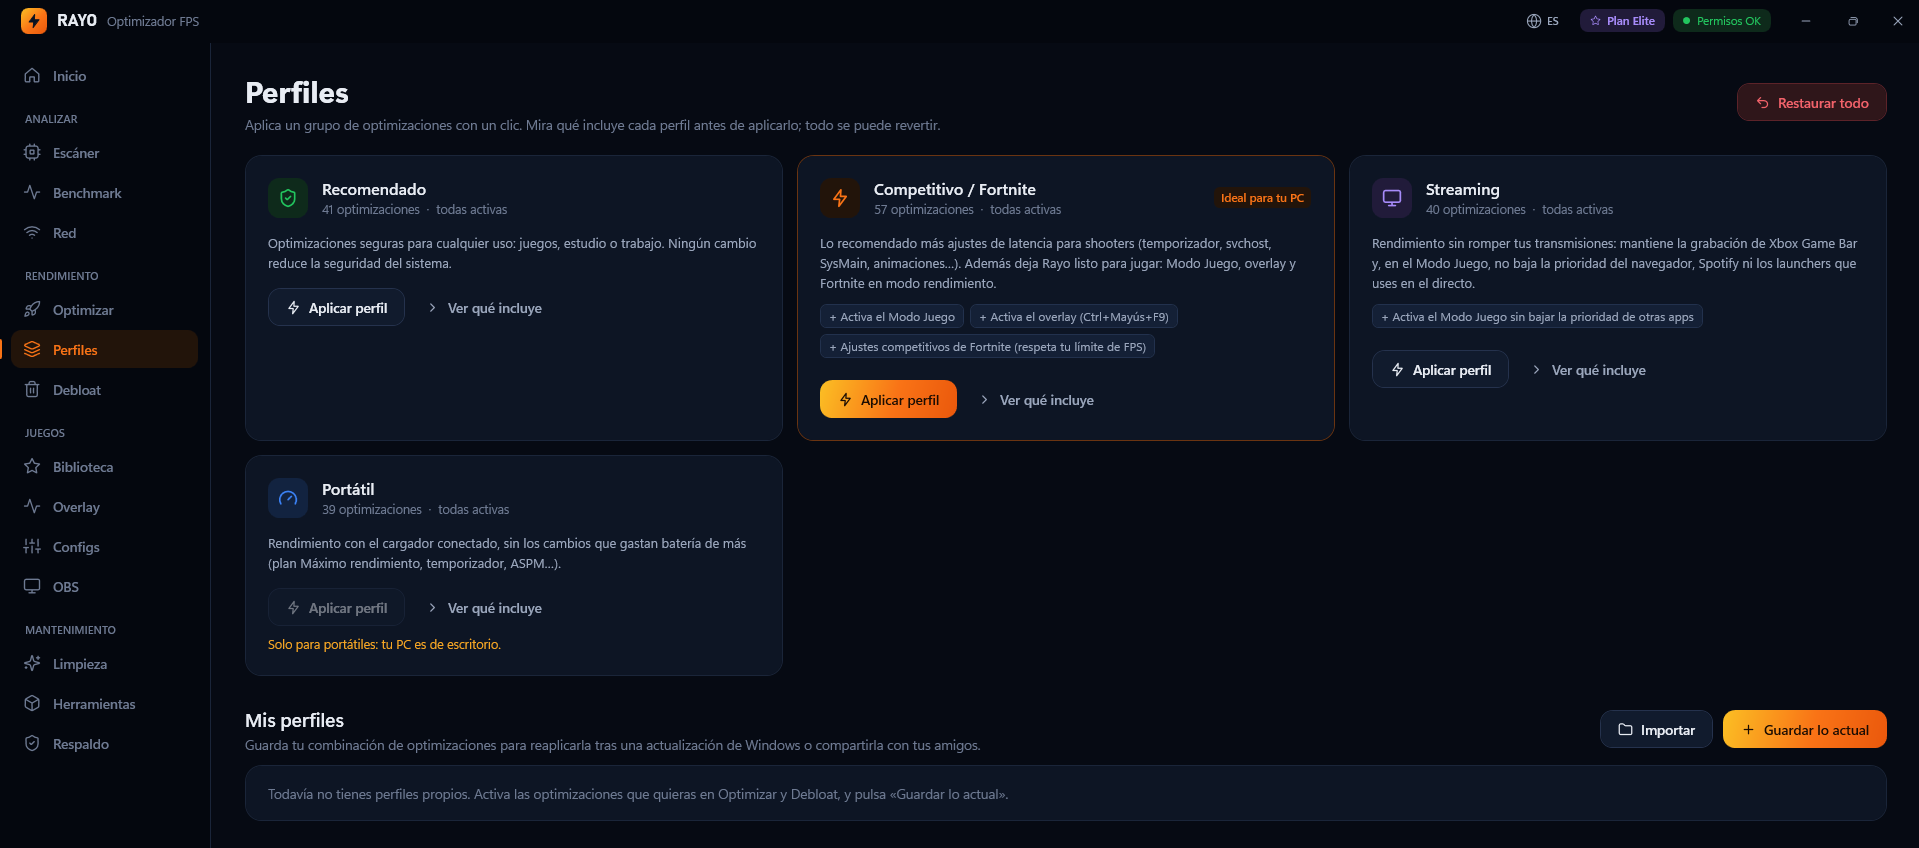 RAYO Optimizador FPS
ES
Plan Elite
Permisos OK
Inicio
ANALIZAR
Escáner
Benchmark
Red
RENDIMIENTO
Optimizar
Perfiles
Debloat
JUEGOS
Biblioteca
Overlay
Configs
OBS
MANTENIMIENTO
Limpieza
Herramientas
Respaldo
Perfiles
Aplica un grupo de optimizaciones con un clic. Mira qué incluye cada perfil antes de aplicarlo; todo se puede revertir.
Restaurar todo
Recomendado
41 optimizaciones · todas activas
Optimizaciones seguras para cualquier uso: juegos, estudio o trabajo. Ningún cambio
reduce la seguridad del sistema.
Aplicar perfil
Ver qué incluye
Competitivo / Fortnite
57 optimizaciones · todas activas
Ideal para tu PC
Lo recomendado más ajustes de latencia para shooters (temporizador, svchost,
SysMain, animaciones...). Además deja Rayo listo para jugar: Modo Juego, overlay y
Fortnite en modo rendimiento.
+ Activa el Modo Juego
+ Activa el overlay (Ctrl+Mayús+F9)
+ Ajustes competitivos de Fortnite (respeta tu límite de FPS)
Aplicar perfil
Ver qué incluye
Streaming
40 optimizaciones · todas activas
Rendimiento sin romper tus transmisiones: mantiene la grabación de Xbox Game Bar
y, en el Modo Juego, no baja la prioridad del navegador, Spotify ni los launchers que
uses en el directo.
+ Activa el Modo Juego sin bajar la prioridad de otras apps
Aplicar perfil
Ver qué incluye
Portátil
39 optimizaciones · todas activas
Rendimiento con el cargador conectado, sin los cambios que gastan batería de más
(plan Máximo rendimiento, temporizador, ASPM...).
Aplicar perfil
Ver qué incluye
Solo para portátiles: tu PC es de escritorio.
Mis perfiles
Guarda tu combinación de optimizaciones para reaplicarla tras una actualización de Windows o compartirla con tus amigos.
Importar
+ Guardar lo actual
Todavía no tienes perfiles propios. Activa las optimizaciones que quieras en Optimizar y Debloat, y pulsa «Guardar lo actual».